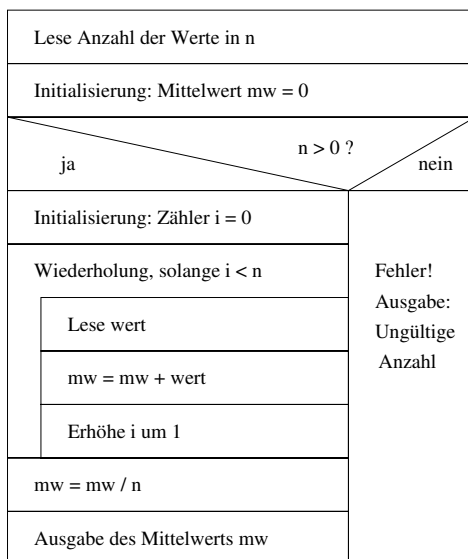 Lese Anzahl der Werte in n
Initialisierung: Mittelwert mw = 0
n > 0 ?
ja
nein
Initialisierung: Zähler i = 0
Wiederholung, solange i < n
Lese wert
mw = mw + wert
Erhöhe i um 1
mw = mw / n
Ausgabe des Mittelwerts mw
Fehler!
Ausgabe:
Ungültige
Anzahl